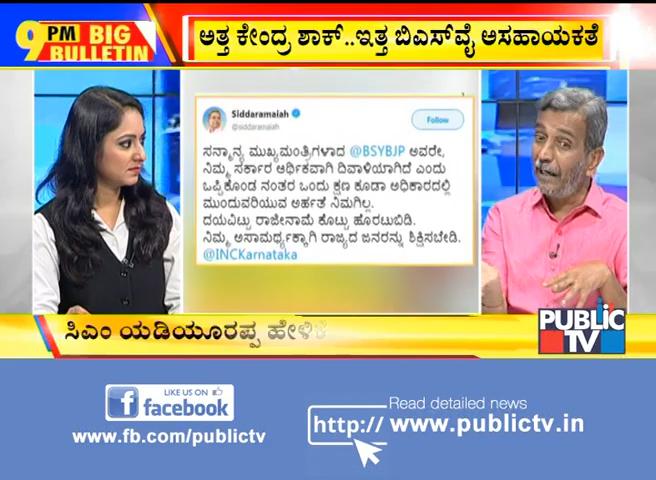 9 PM BIG BULLETIN
ಅತ್ತ ಕೇಂದ್ರ ಶಾಕ್..ಇತ್ತ ಬಿಎಸ್‌ವೈ ಅಸಹಾಯಕತೆ
Siddaramaiah
@siddaramaiah
Follow
ಸನ್ಮಾನ್ಯ ಮುಖ್ಯಮಂತ್ರಿಗಳಾದ @BSYBJP ಅವರೇ,
ನಿಮ್ಮ ಸರ್ಕಾರ ಆರ್ಥಿಕವಾಗಿ ದಿವಾಳಿಯಾಗಿದೆ ಎಂದು
ಒಪ್ಪಿಕೊಂಡ ನಂತರ ಒಂದು ಕ್ಷಣ ಕೂಡಾ ಅಧಿಕಾರದಲ್ಲಿ
ಮುಂದುವರಿಯುವ ಅರ್ಹತೆ ನಿಮಗಿಲ್ಲ.
ದಯವಿಟ್ಟು ರಾಜೀನಾಮೆ ಕೊಟ್ಟು ಹೊರಟುಬಿಡಿ.
ನಿಮ್ಮ ಅಸಾಮರ್ಥ್ಯಕ್ಕಾಗಿ ರಾಜ್ಯದ ಜನರನ್ನು ಶಿಕ್ಷಿಸಬೇಡಿ.
@INCKarnataka
ಸಿಎಂ ಯಡಿಯೂರಪ್ಪ
PUBLIC TV
LIKE US ON
facebook
www.fb.com/publictv
Read detailed news
http:// www.publictv.in